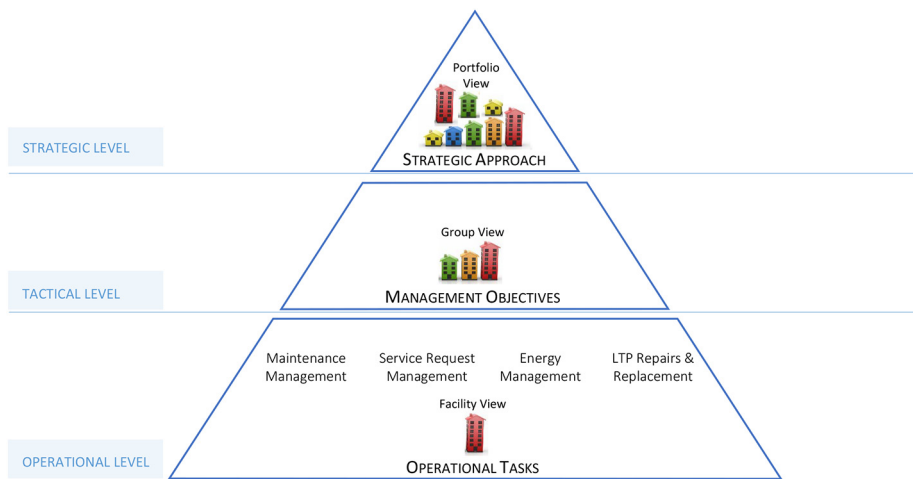 Portfolio
View
STRATEGIC APPROACH
STRATEGIC LEVEL
Group View
MANAGEMENT OBJECTIVES
TACTICAL LEVEL
Maintenance Management
Service Request Management
Energy Management
LTP Repairs & Replacement
Facility View
OPERATIONAL TASKS
OPERATIONAL LEVEL